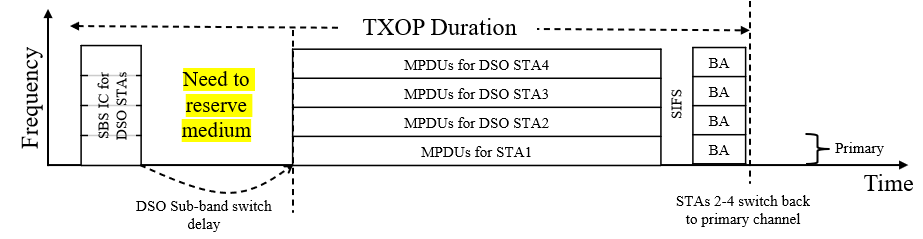 TXOP Duration
Frequency
SBS IC for
DSO STAs
Need to
reserve
medium
MPDUs for DSO STA4
MPDUs for DSO STA3
MPDUs for DSO STA2
MPDUs for STA1
SIFS
BA
BA
BA
BA
Primary
Time
DSO Sub-band switch
delay
STAs 2-4 switch back
to primary channel